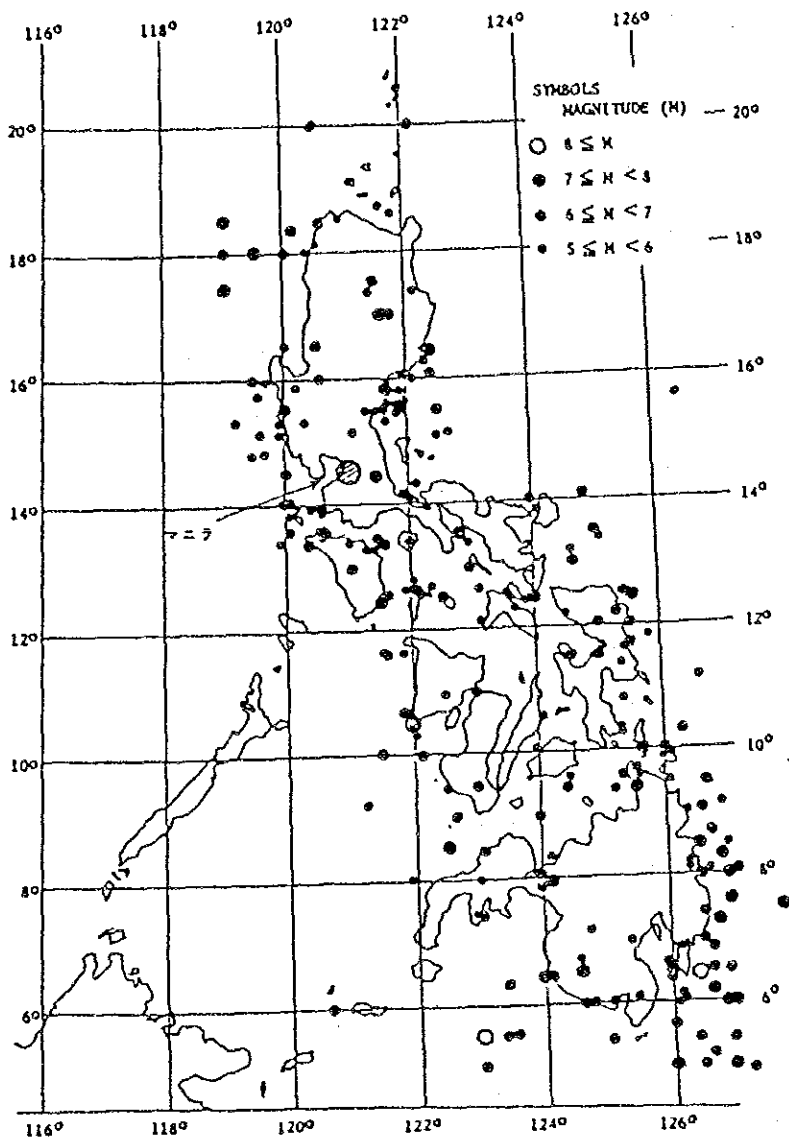 116° 118° 120° 122° 124° 126°
SYMBOLS
MAGNITUDE (M)
8 ≦ M
7 ≦ M < 8
6 ≦ M < 7
5 ≦ M < 6
20° 20°
18° 18°
16° 16°
14° 14°
マニラ
12° 12°
10° 10°
8° 8°
6° 6°
116° 118° 120° 122° 124° 126°